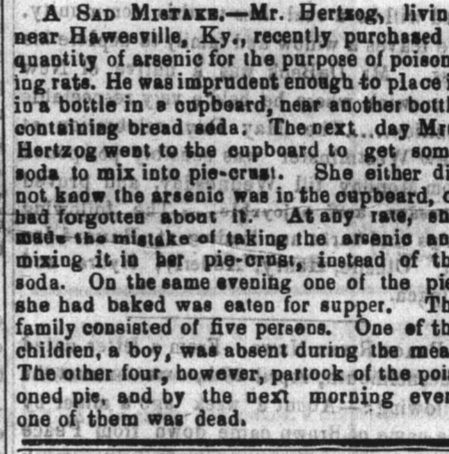 A SAD MISTAKE.—Mr. Hertzog, livin
near Hawesville, Ky., recently purchased
quantity of arsenic for the purpose of poison
ing rats. He was imprudent enough to place i
in a bottle in a cupboard, near another bottl
containing bread soda. The next day Mr
Hertzog went to the cupboard to get som
soda to mix into pie-crust. She either di
not know the arsenic was in the cupboard, o
had forgotten about it. At any rate, sh
made the mistake of taking the arsenic an
mixing it in her pie-crust, instead of th
soda. On the same evening one of the pie
she had baked was eaten for supper. Th
family consisted of five persons. One of th
children, a boy, was absent during the mea
The other four, however, partook of the poi
oned pie, and by the next morning ever
one of them was dead.